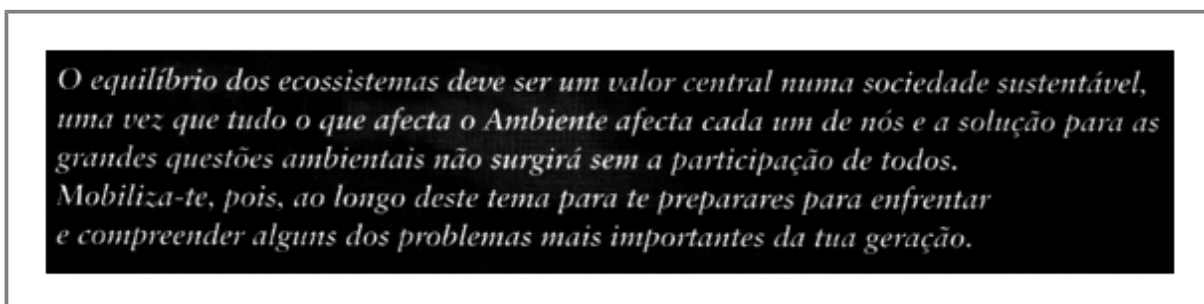 O equilíbrio dos ecossistemas deve ser um valor central numa sociedade sustentável,
uma vez que tudo o que afecta o Ambiente afecta cada um de nós e a solução para as
grandes questões ambientais não surgirá sem a participação de todos.
Mobiliza-te, pois, ao longo deste tema para te preparares para enfrentar
e compreender alguns dos problemas mais importantes da tua geração.